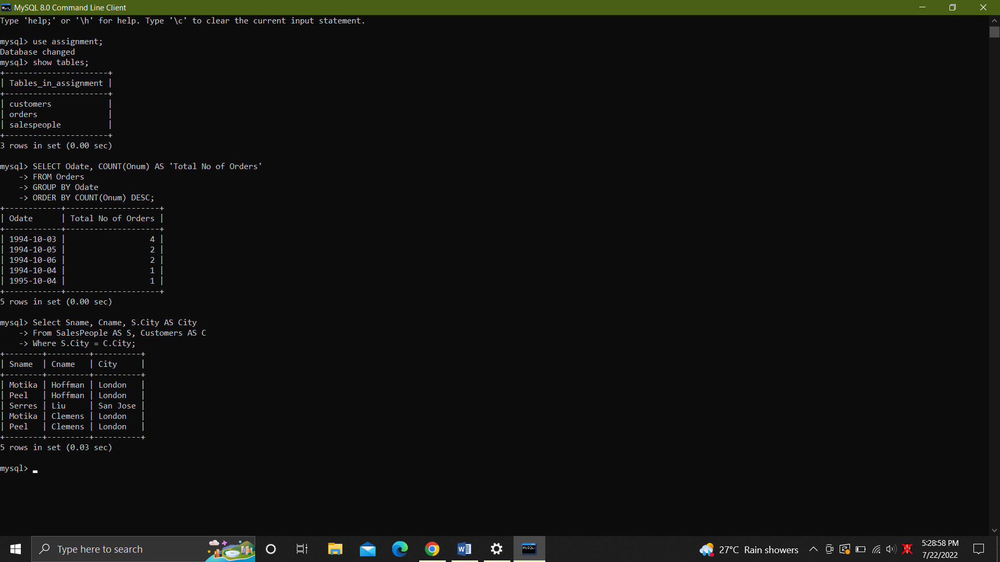 MySQL 8.0 Command Line Client
Type 'help;' or '\h' for help. Type '\c' to clear the current input statement.
mysql> use assignment;
Database changed
mysql> show tables;
+----------------------+
| Tables_in_assignment |
+----------------------+
| customers            |
| orders               |
| salespeople          |
+----------------------+
3 rows in set (0.00 sec)
mysql> SELECT Odate, COUNT(Onum) AS 'Total No of Orders'
    -> FROM Orders
    -> GROUP BY Odate
    -> ORDER BY COUNT(Onum) DESC;
+------------+--------------------+
| Odate      | Total No of Orders |
+------------+--------------------+
| 1994-10-03 |                  4 |
| 1994-10-05 |                  2 |
| 1994-10-06 |                  2 |
| 1994-10-04 |                  1 |
| 1995-10-04 |                  1 |
+------------+--------------------+
5 rows in set (0.00 sec)
mysql> Select Sname, Cname, S.City AS City
    -> From SalesPeople AS S, Customers AS C
    -> Where S.City = C.City;
+--------+---------+----------+
| Sname  | Cname   | City     |
+--------+---------+----------+
| Motika | Hoffman | London   |
| Peel   | Hoffman | London   |
| Serres | Liu     | San Jose |
| Motika | Clemens | London   |
| Peel   | Clemens | London   |
+--------+---------+----------+
5 rows in set (0.03 sec)
mysql>
Type here to search
27°C Rain showers
5:28:58 PM
7/22/2022